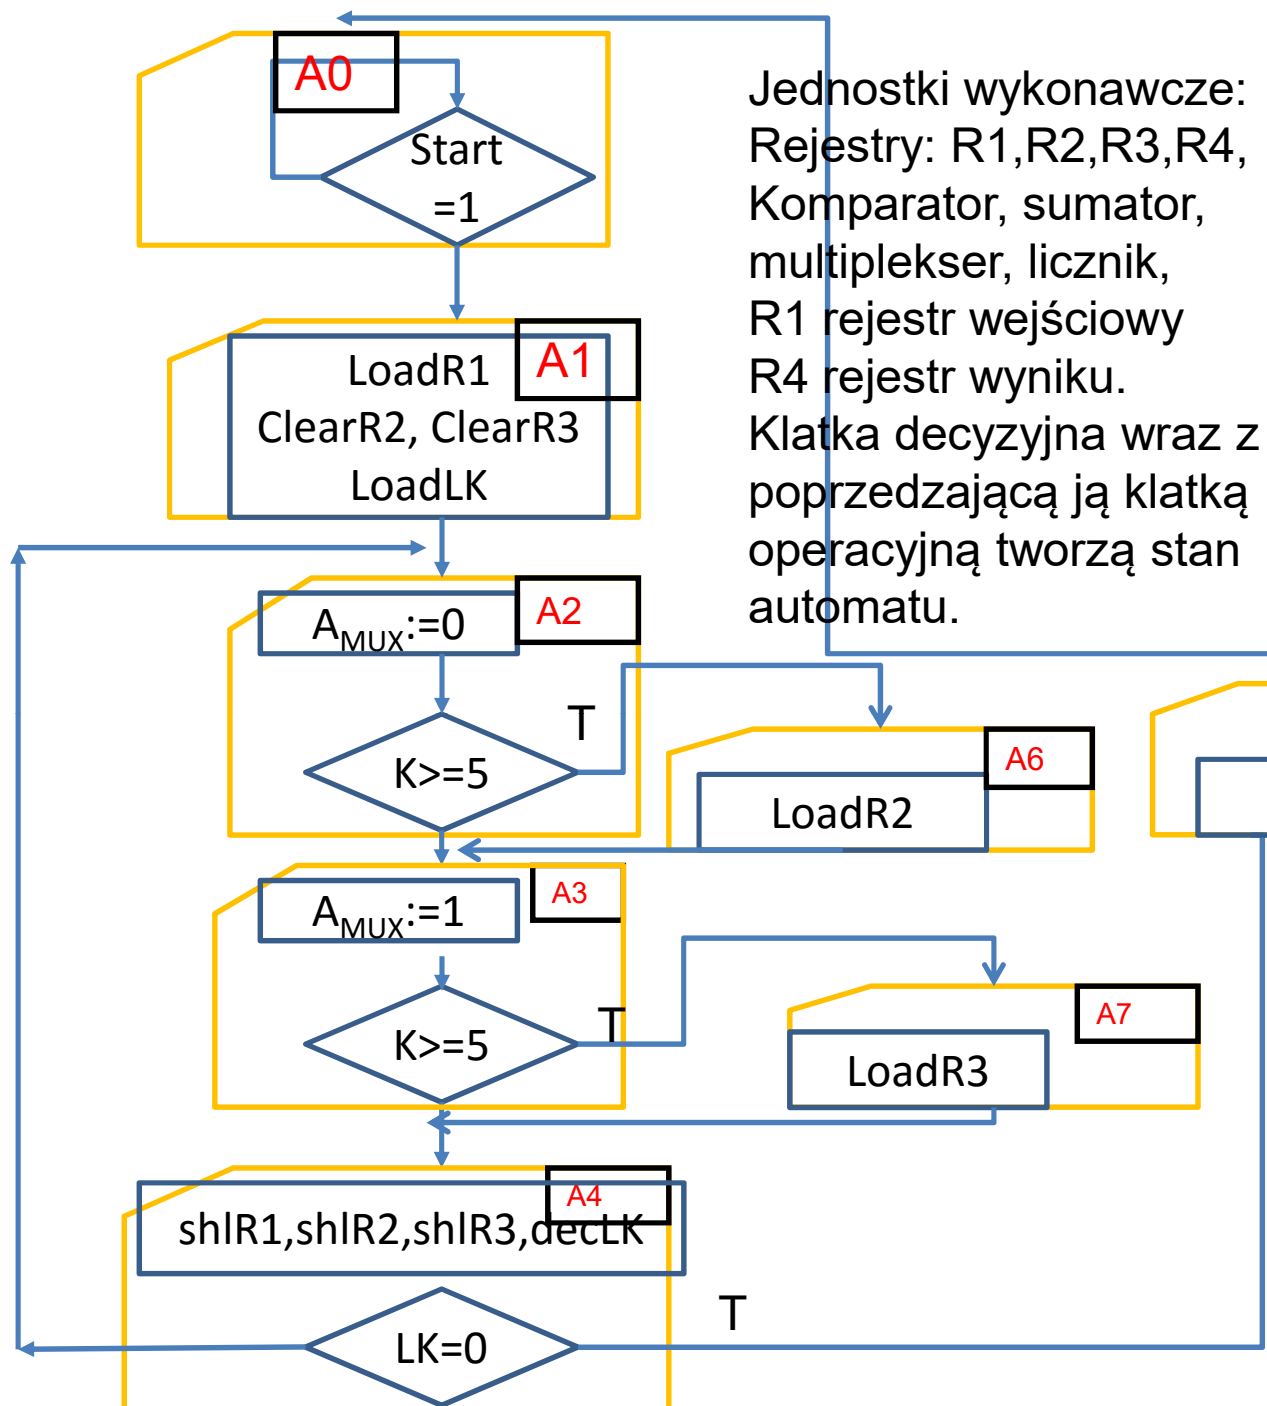 A0
Start
=1
Jednostki wykonawcze:
Rejestry: R1,R2,R3,R4,
Komparator, sumator,
multiplekser, licznik,
R1 rejestr wejściowy
R4 rejestr wyniku.
Klatka decyzyjna wraz z
poprzedzającą ją klatką
operacyjną tworzą stan
automatu.
A1
LoadR1
ClearR2, ClearR3
LoadLK
A2
A_MUX:=0
T
K>=5
A6
LoadR2
A3
A_MUX:=1
T
K>=5
A7
LoadR3
A4
shlR1,shlR2,shlR3,decLK
T
LK=0